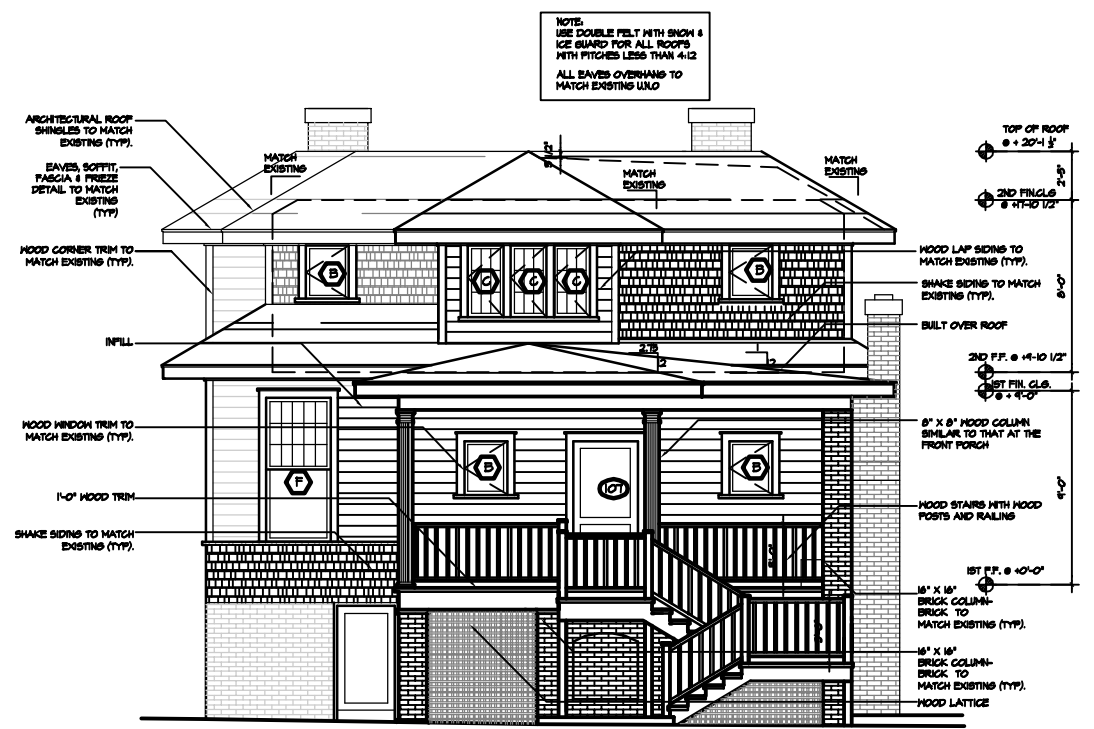 NOTE:
USE DOUBLE FELT WITH SNOW &
ICE GUARD FOR ALL ROOFS
WITH PITCHES LESS THAN 4:12
ALL EAVES OVERHANG TO
MATCH EXISTING U.N.O
ARCHITECTURAL ROOF
SHINGLES TO MATCH
EXISTING (TYP).
EAVES, SOFFIT,
FASCIA & FRIEZE
DETAIL TO MATCH
EXISTING
(TYP)
WOOD CORNER TRIM TO
MATCH EXISTING (TYP).
INFILL
WOOD WINDOW TRIM TO
MATCH EXISTING (TYP).
1'-0" WOOD TRIM
SHAKE SIDING TO MATCH
EXISTING (TYP).
MATCH
EXISTING
MATCH
EXISTING
MATCH
EXISTING
B
C
C
C
B
2.75
12
12
F
B
107
B
TOP OF ROOF
@ + 20'-1 1/2"
2'-3"
2ND FIN.CLG
@ +17-10 1/2"
WOOD LAP SIDING TO
MATCH EXISTING (TYP).
SHAKE SIDING TO MATCH
EXISTING (TYP).
8'-0"
BUILT OVER ROOF
2ND F.F. @ +9-10 1/2"
1ST FIN. CLG.
@ + 9'-0"
8" X 8" WOOD COLUMN
SIMILAR TO THAT AT THE
FRONT PORCH
9'-0"
WOOD STAIRS WITH WOOD
POSTS AND RAILING
1ST F.F. @ +0'-0"
16" X 16"
BRICK COLUMN-
BRICK TO
MATCH EXISTING (TYP).
16" X 16"
BRICK COLUMN-
BRICK TO
MATCH EXISTING (TYP).
WOOD LATTICE